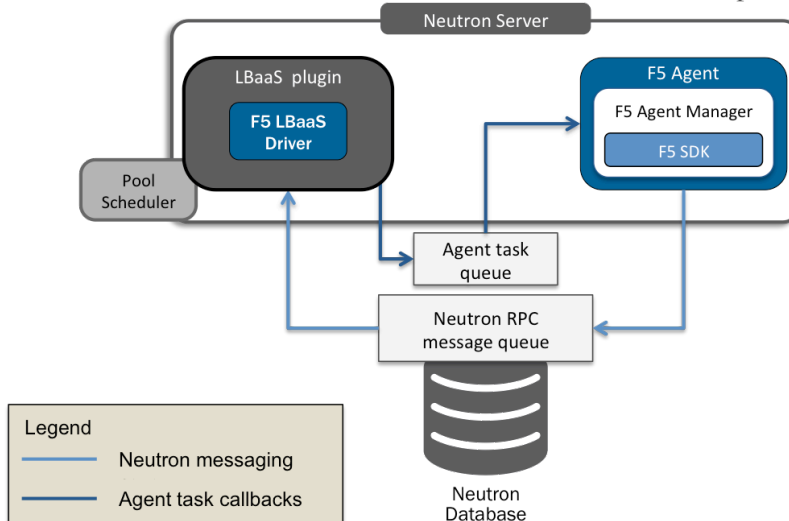 Neutron Server
LBaaS plugin
F5 LBaaS
Driver
F5 Agent
F5 Agent Manager
F5 SDK
Pool
Scheduler
Agent task
queue
Neutron RPC
message queue
Neutron
Database
Legend
Neutron messaging
Agent task callbacks